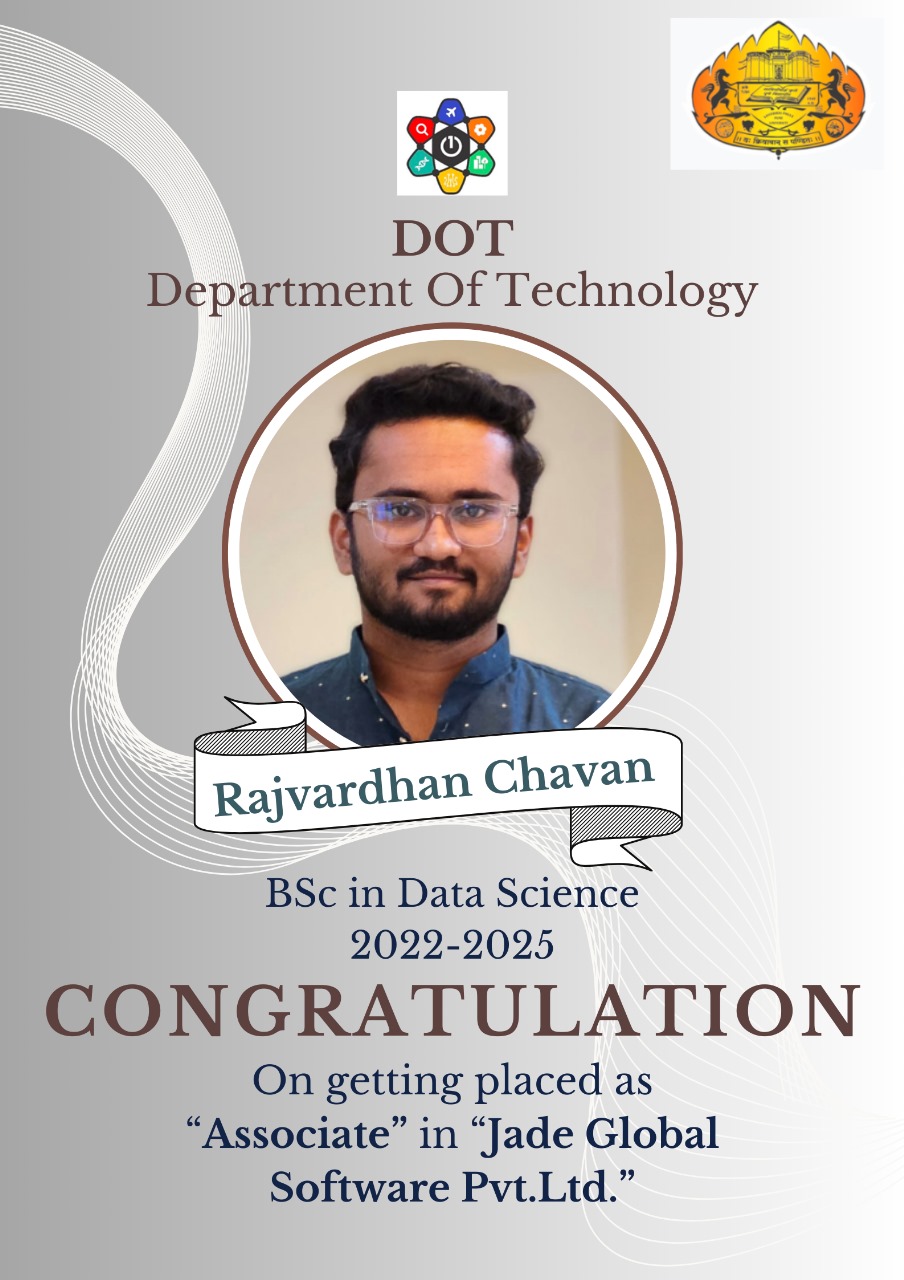 DOT
Department Of Technology
Rajvardhan Chavan
BSc in Data Science
2022-2025
CONGRATULATION
On getting placed as
“Associate” in “Jade Global
Software Pvt.Ltd.”